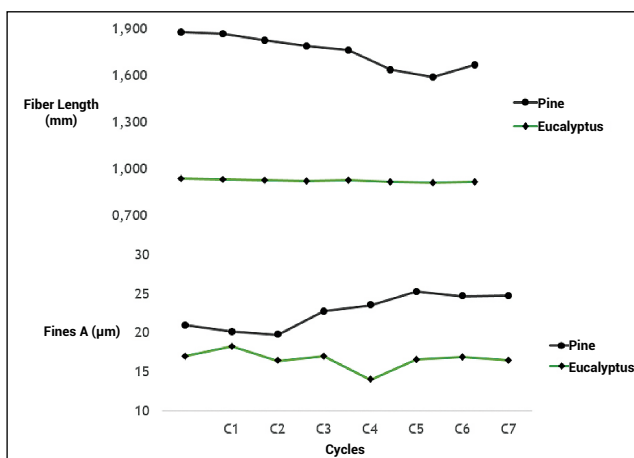 1,900
1,600
Fiber Length
(mm)
1,300
1,000
0,700
Pine
Eucalyptus
30
25
Fines A (µm)
20
15
10
Pine
Eucalyptus
C1 C2 C3 C4 C5 C6 C7
Cycles